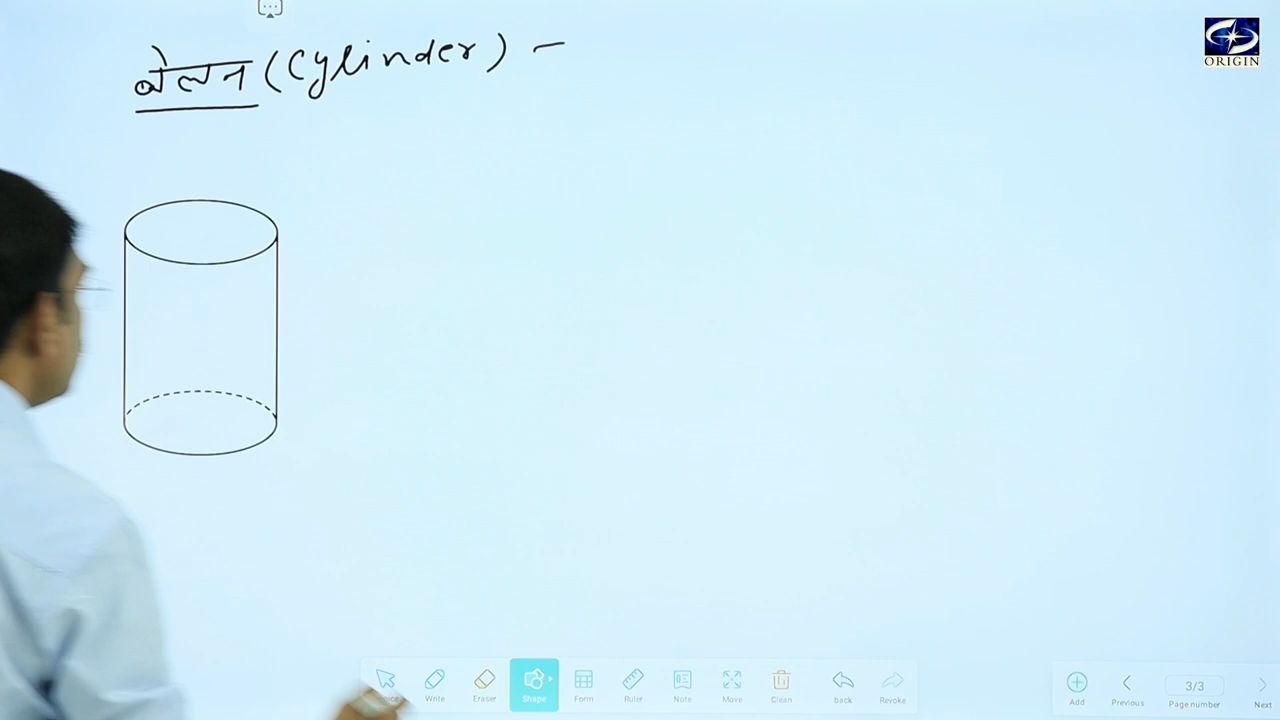 बेलन (Cylinder) –
ORIGIN
Write
Eraser
Shape
Form
Ruler
Note
Move
Clean
back
Revoke
Add
Previous
3/3
Page number
Next